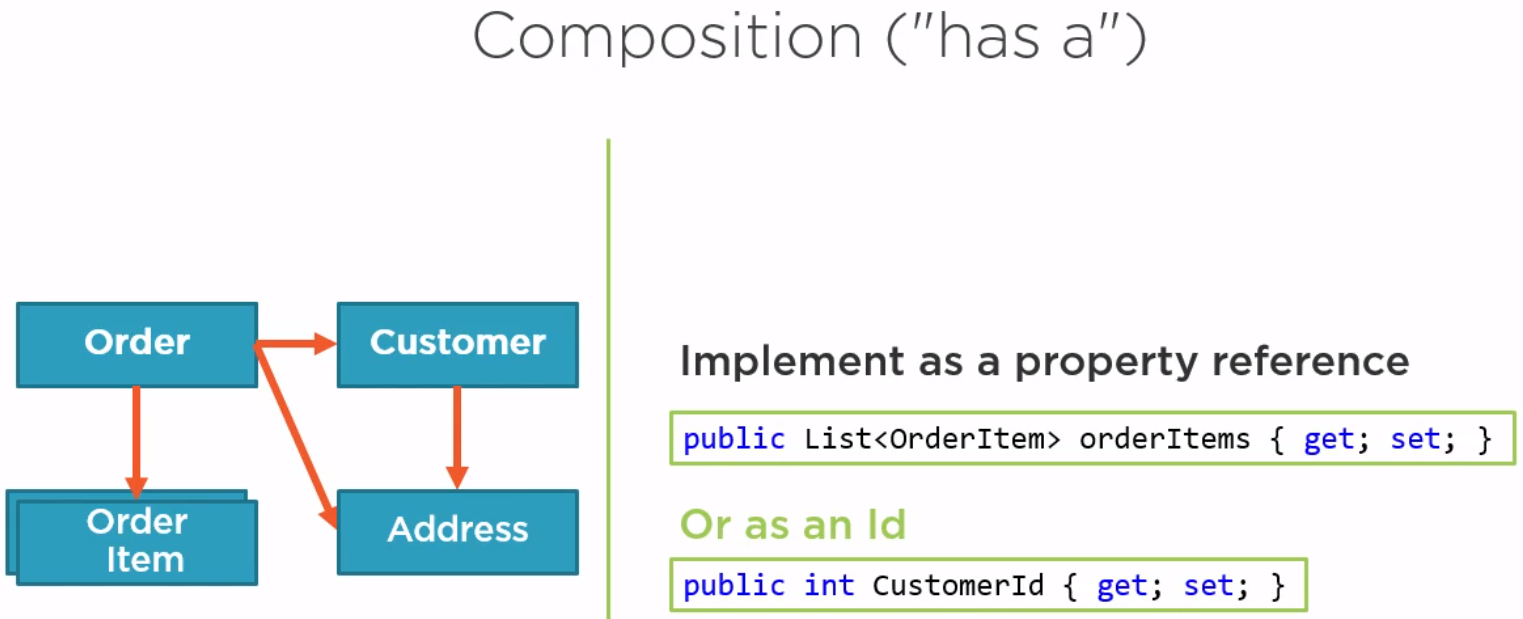 Composition ("has a")
Order
Customer
Order
Item
Address
Implement as a property reference
public List<OrderItem> orderItems { get; set; }
Or as an Id
public int CustomerId { get; set; }